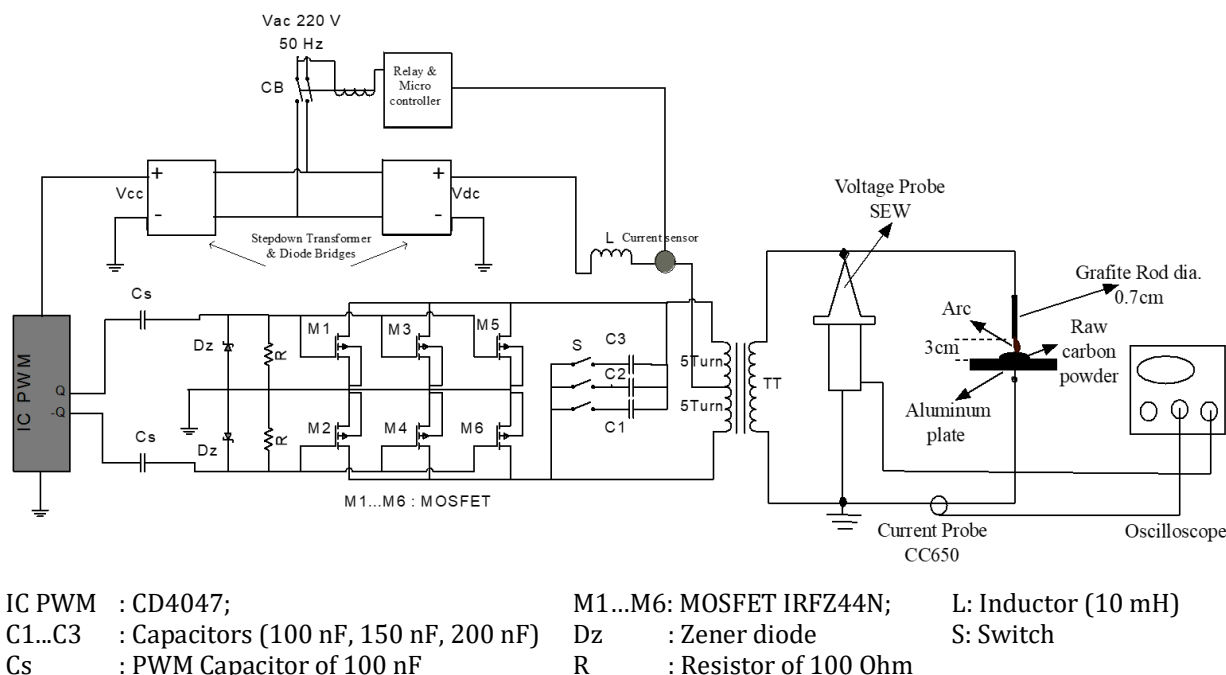 Vac 220 V
50 Hz
CB
Relay &
Micro
controller
+
Vcc
-
+
Vdc
-
Stepdown Transformer
& Diode Bridges
L
Current sensor
Voltage Probe
SEW
Grafite Rod dia.
0.7cm
Arc
3cm
Raw
carbon
powder
Aluminum
plate
IC PWM
Q
-Q
Cs
Cs
Dz
Dz
R
R
M1
M3
M5
M2
M4
M6
S
C3
C2
C1
5Turn
5Turn
TT
M1...M6 : MOSFET
Current Probe
CC650
Oscilloscope
IC PWM : CD4047; M1...M6: MOSFET IRFZ44N; L: Inductor (10 mH)
C1...C3 : Capacitors (100 nF, 150 nF, 200 nF) Dz : Zener diode S: Switch
Cs : PWM Capacitor of 100 nF R : Resistor of 100 Ohm